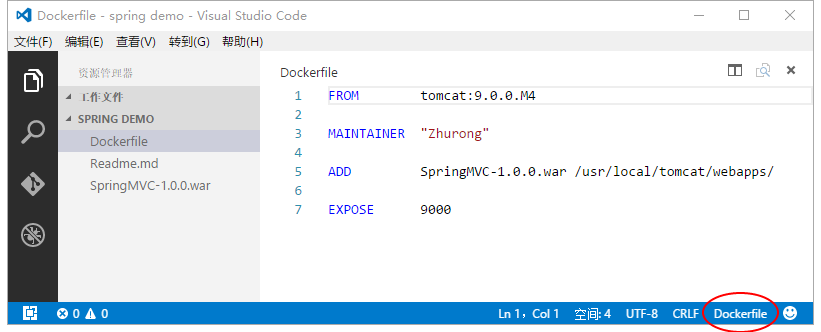 Dockerfile - spring demo - Visual Studio Code
文件(F) 编辑(E) 查看(V) 转到(G) 帮助(H)
资源管理器
工作文件
SPRING DEMO
Dockerfile
Readme.md
SpringMVC-1.0.0.war
Dockerfile
1 FROM tomcat:9.0.0.M4
2
3 MAINTAINER "Zhurong"
4
5 ADD SpringMVC-1.0.0.war /usr/local/tomcat/webapps/
6
7 EXPOSE 9000
0 0 Ln 1，Col 1 空间: 4 UTF-8 CRLF Dockerfile